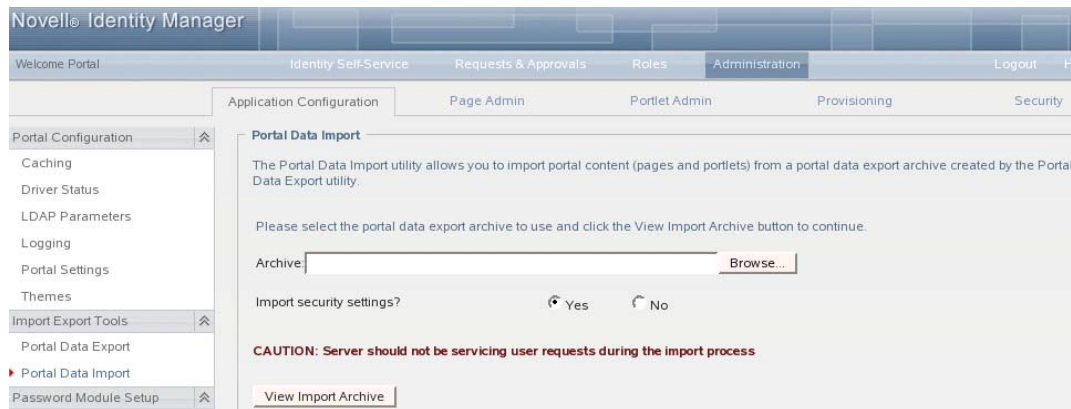 Novell® Identity Manager
Welcome Portal Identity Self-Service Requests & Approvals Roles Administration Logout
Application Configuration Page Admin Portlet Admin Provisioning Security
Portal Configuration
Caching
Driver Status
LDAP Parameters
Logging
Portal Settings
Themes
Import Export Tools
Portal Data Export
Portal Data Import
Password Module Setup
Portal Data Import
The Portal Data Import utility allows you to import portal content (pages and portlets) from a portal data export archive created by the Porta
Data Export utility.
Please select the portal data export archive to use and click the View Import Archive button to continue.
Archive: Browse...
Import security settings? Yes No
CAUTION: Server should not be servicing user requests during the import process
View Import Archive